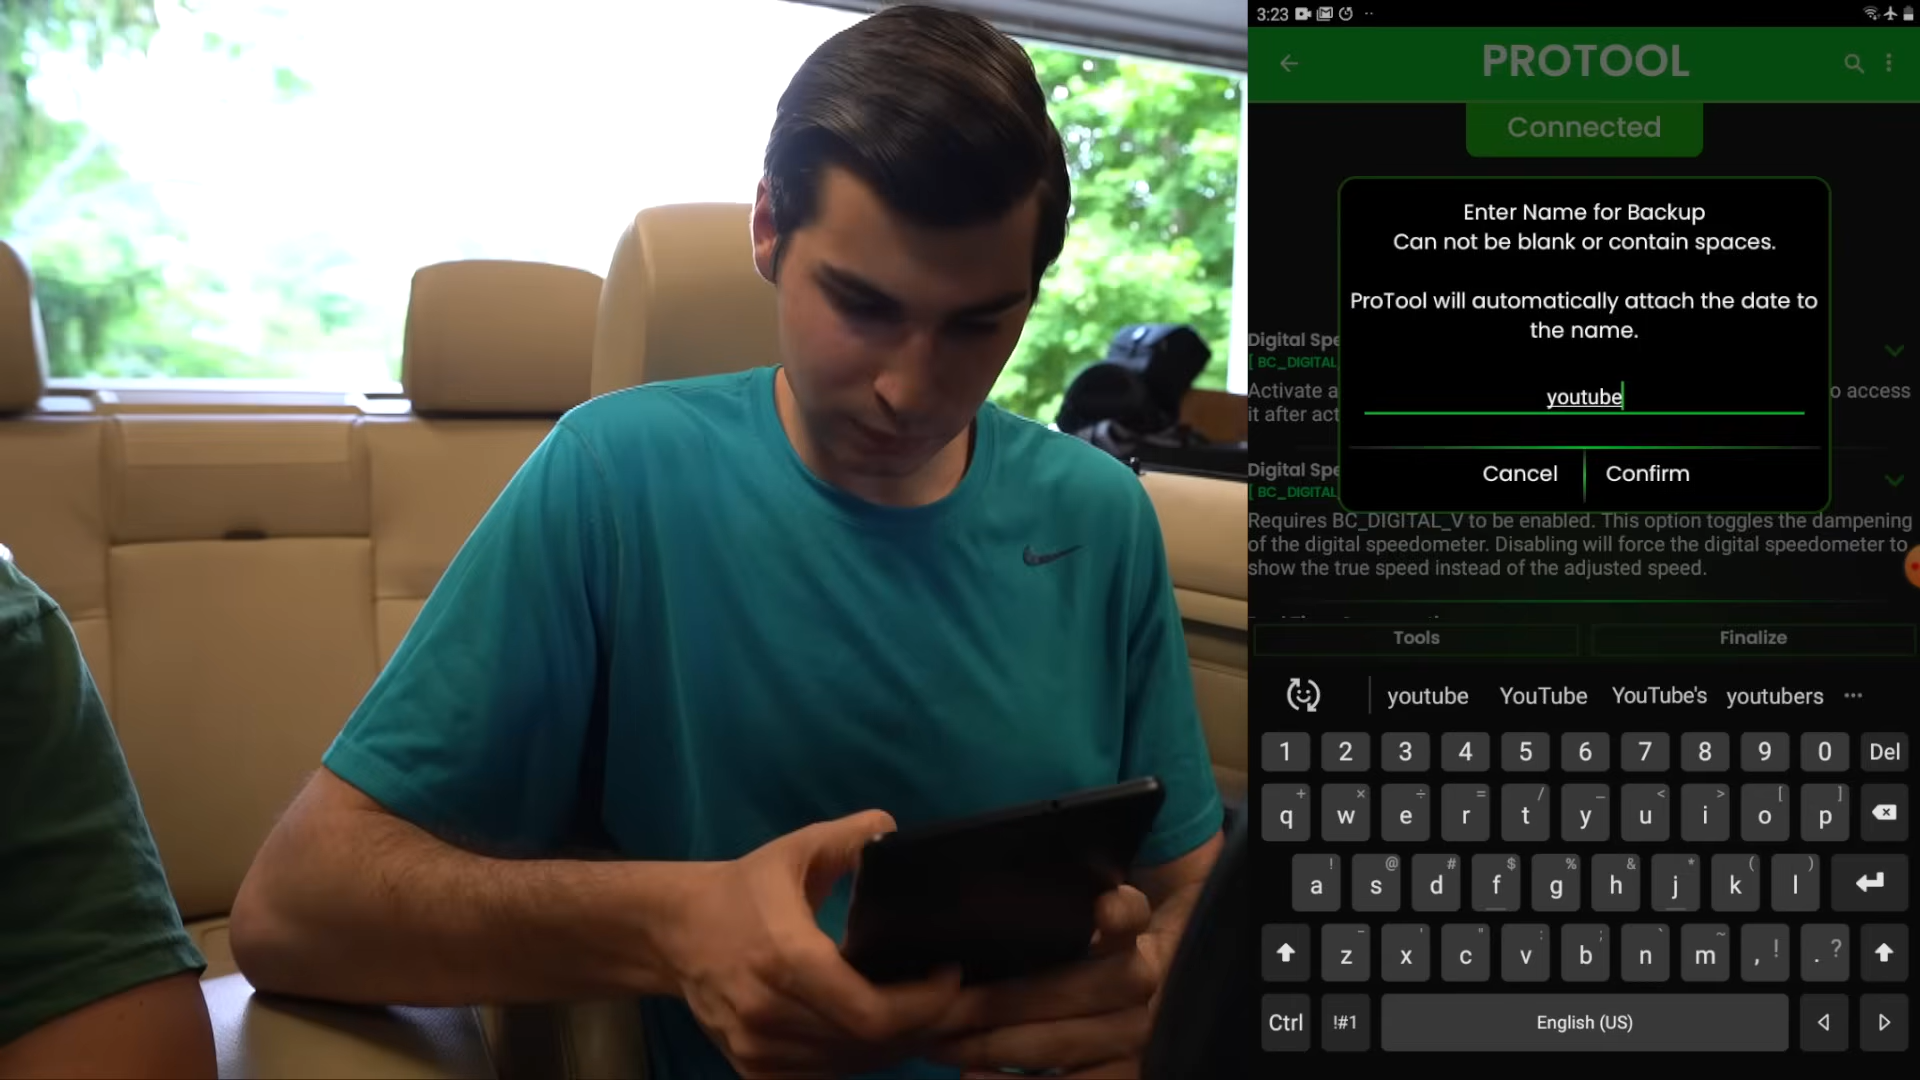 3:23
PROTOOL
Connected
Enter Name for Backup
Can not be blank or contain spaces.
ProTool will automatically attach the date to
the name.
youtube
Cancel
Confirm
Digital Spe
[ BC_DIGITAL
Activate a
o access
it after act
Digital Spe
[ BC_DIGITAL
Requires BC_DIGITAL_V to be enabled. This option toggles the dampening
of the digital speedometer. Disabling will force the digital speedometer to
show the true speed instead of the adjusted speed.
Tools
Finalize
youtube YouTube YouTube's youtubers ···
1 2 3 4 5 6 7 8 9 0 Del
+ × ÷ = / _ < > [ ]
q w e r t y u i o p
! @ # $ % & * ( )
a s d f g h j k l
- ' " : ; ` ~ ! ?
z x c v b n m , .
Ctrl !#1 English (US)